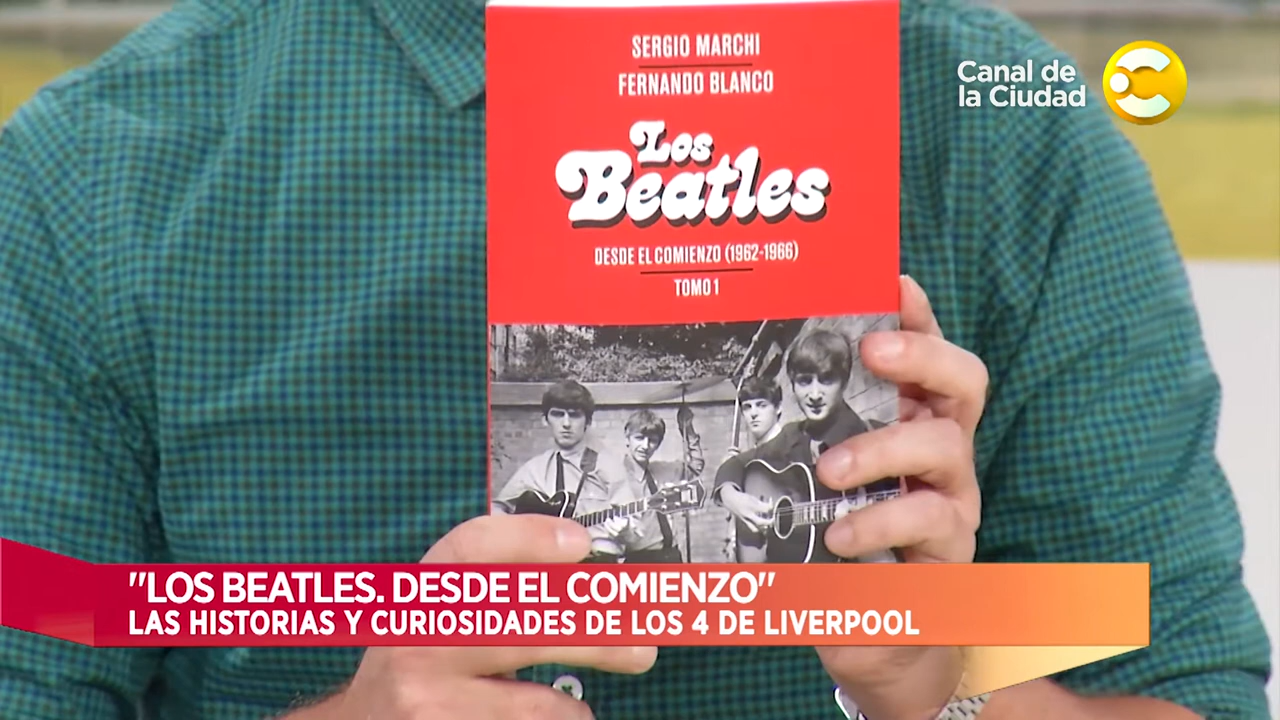 SERGIO MARCHI
FERNANDO BLANCO
Los
Beatles
DESDE EL COMIENZO (1962-1966)
TOMO 1
Canal de
la Ciudad
"LOS BEATLES. DESDE EL COMIENZO"
LAS HISTORIAS Y CURIOSIDADES DE LOS 4 DE LIVERPOOL